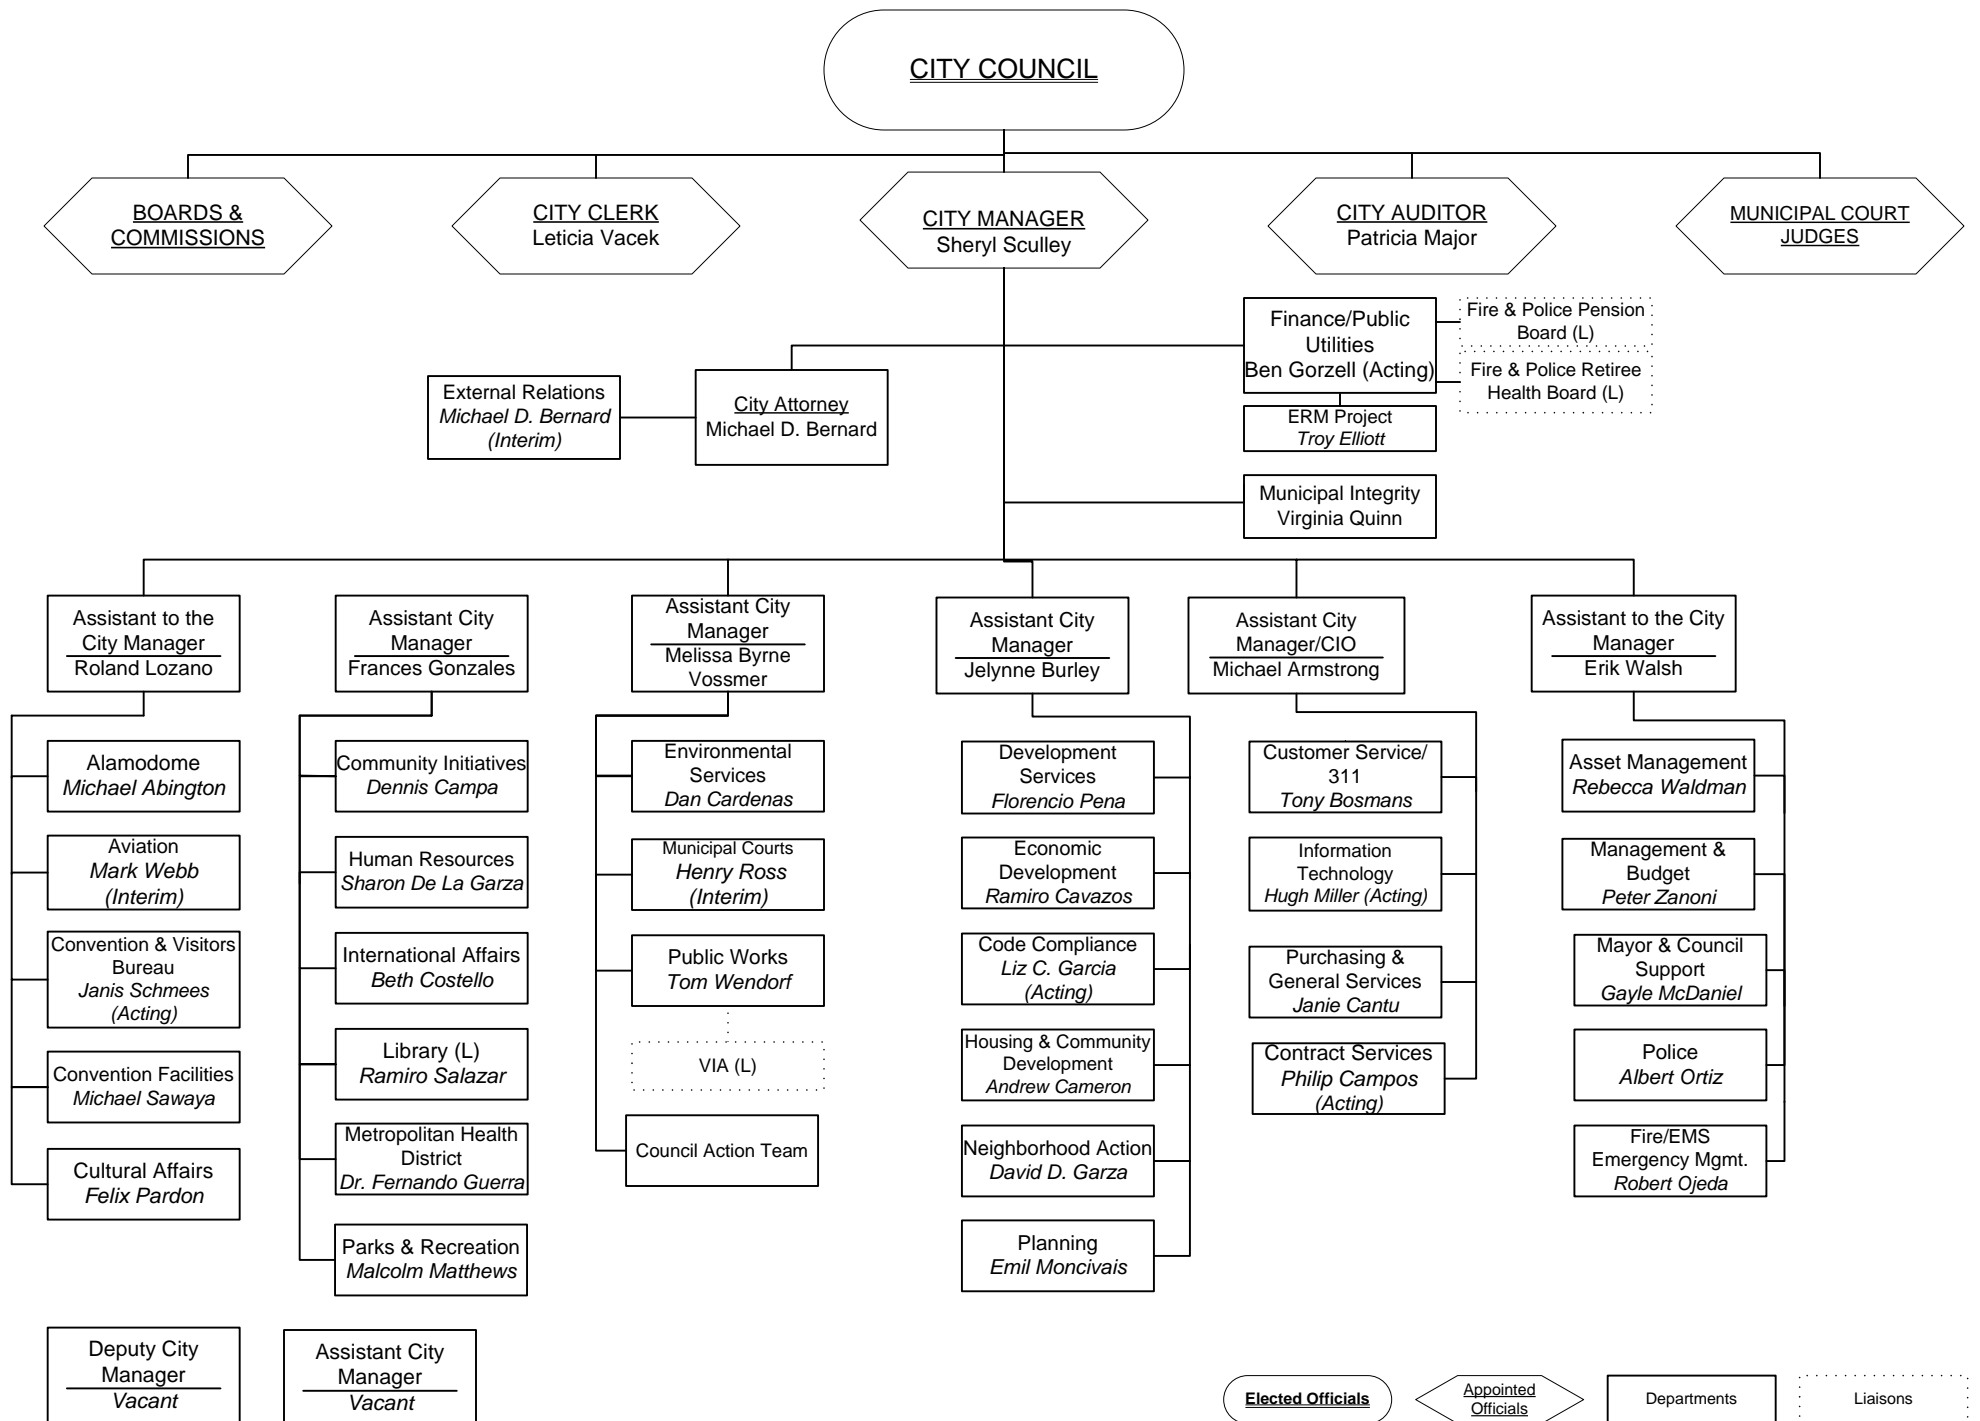 CITY COUNCIL
BOARDS &
COMMISSIONS
CITY CLERK
Leticia Vacek
CITY MANAGER
Sheryl Sculley
CITY AUDITOR
Patricia Major
MUNICIPAL COURT
JUDGES
Finance/Public
Utilities
Ben Gorzell (Acting)
Fire & Police Pension
Board (L)
Fire & Police Retiree
Health Board (L)
ERM Project
Troy Elliott
External Relations
Michael D. Bernard
(Interim)
City Attorney
Michael D. Bernard
Municipal Integrity
Virginia Quinn
Assistant to the
City Manager
Roland Lozano
Assistant City
Manager
Frances Gonzales
Assistant City
Manager
Melissa Byrne
Vossmer
Assistant City
Manager
Jelynne Burley
Assistant City
Manager/CIO
Michael Armstrong
Assistant to the City
Manager
Erik Walsh
Alamodome
Michael Abington
Aviation
Mark Webb
(Interim)
Convention & Visitors
Bureau
Janis Schmees
(Acting)
Convention Facilities
Michael Sawaya
Cultural Affairs
Felix Pardon
Community Initiatives
Dennis Campa
Human Resources
Sharon De La Garza
International Affairs
Beth Costello
Library (L)
Ramiro Salazar
Metropolitan Health
District
Dr. Fernando Guerra
Parks & Recreation
Malcolm Matthews
Environmental
Services
Dan Cardenas
Municipal Courts
Henry Ross
(Interim)
Public Works
Tom Wendorf
VIA (L)
Council Action Team
Development
Services
Florencio Pena
Economic
Development
Ramiro Cavazos
Code Compliance
Liz C. Garcia
(Acting)
Housing & Community
Development
Andrew Cameron
Neighborhood Action
David D. Garza
Planning
Emil Moncivais
Customer Service/
311
Tony Bosmans
Information
Technology
Hugh Miller (Acting)
Purchasing &
General Services
Janie Cantu
Contract Services
Philip Campos
(Acting)
Asset Management
Rebecca Waldman
Management &
Budget
Peter Zanoni
Mayor & Council
Support
Gayle McDaniel
Police
Albert Ortiz
Fire/EMS
Emergency Mgmt.
Robert Ojeda
Deputy City
Manager
Vacant
Assistant City
Manager
Vacant
Elected Officials
Appointed
Officials
Departments
Liaisons